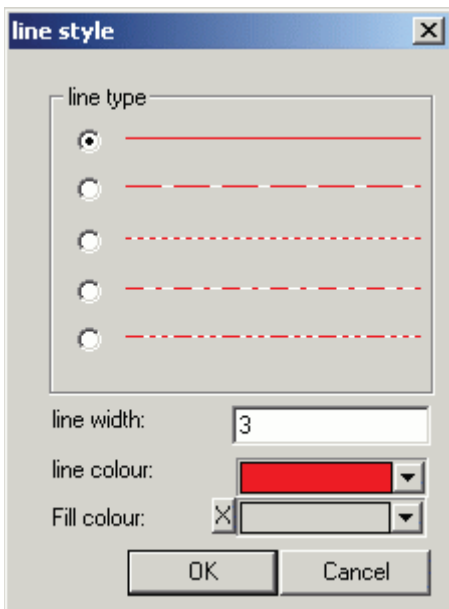 line style
line type
line width:
3
line colour:
Fill colour:
X
OK
Cancel